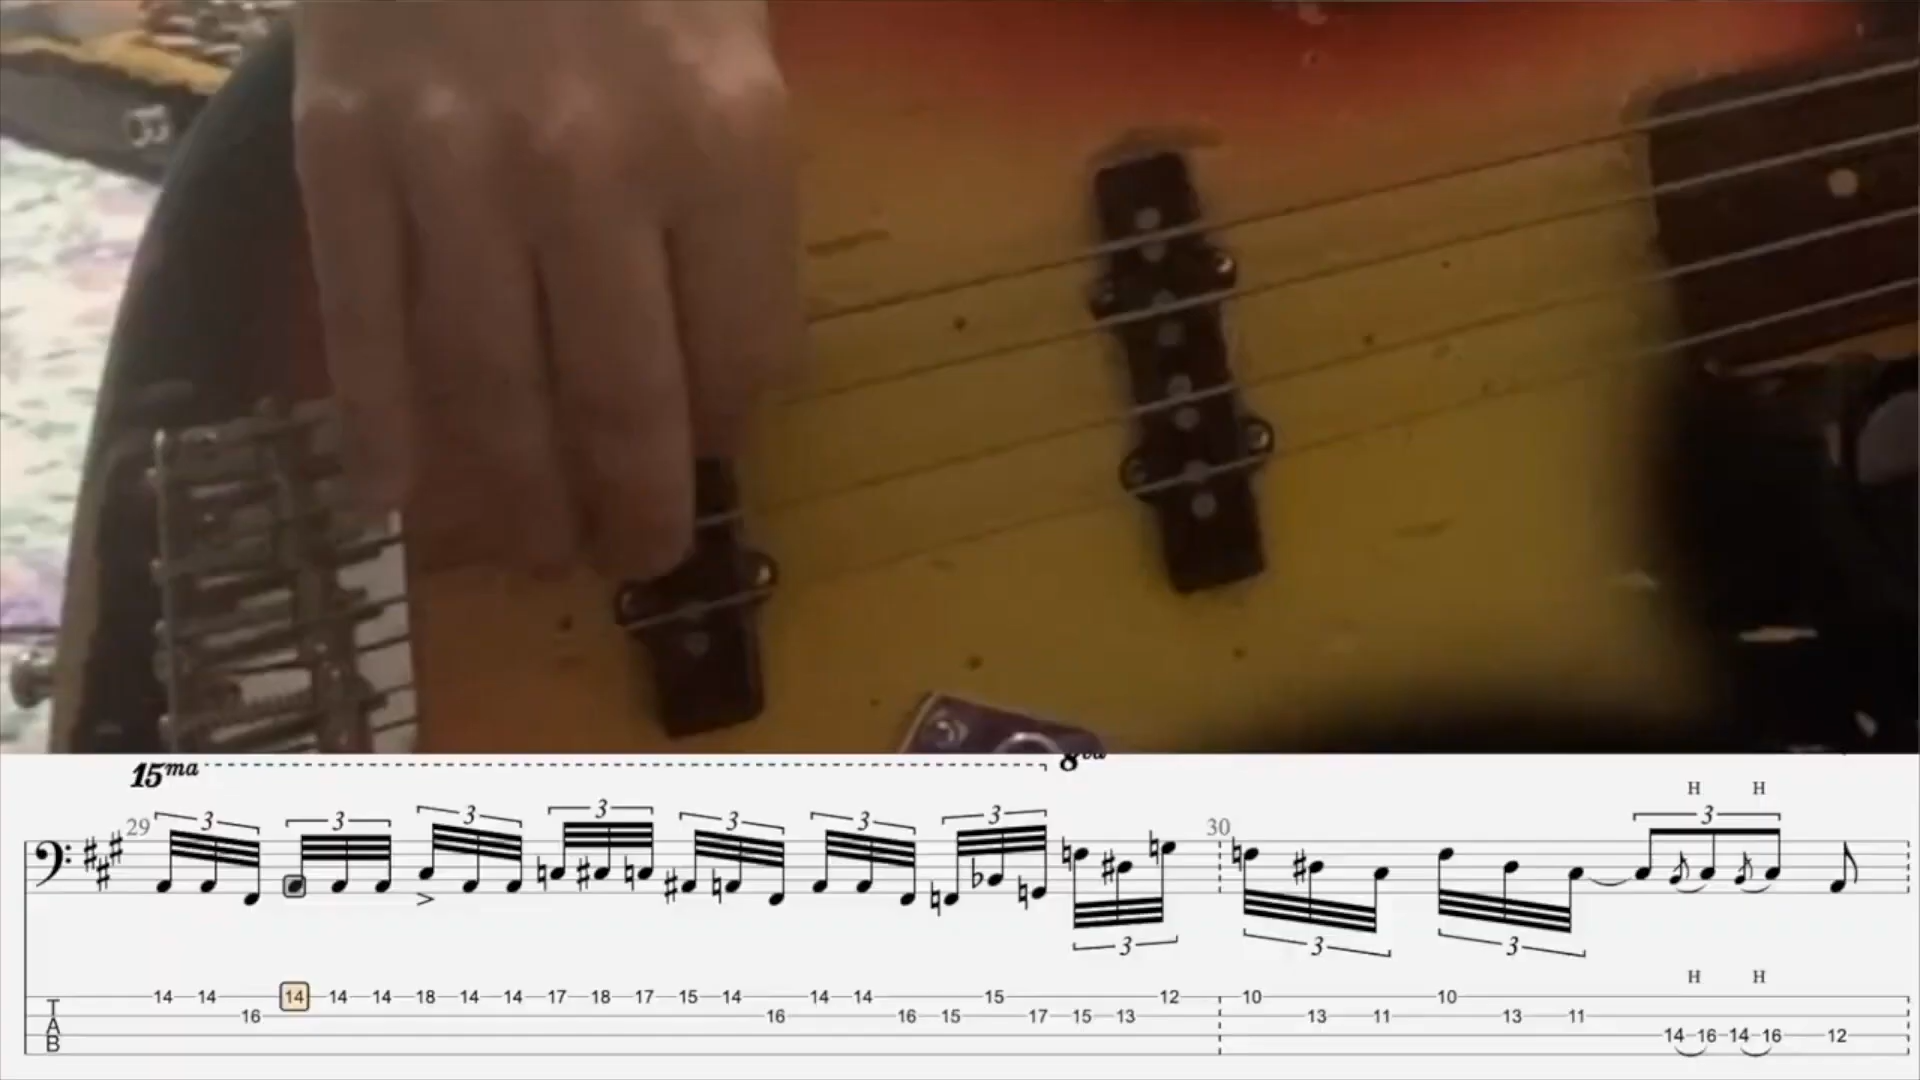 15ma 8va
H H
3 3 3 3 3 3 3 3
29 30
3 3 3
H H
14 14 14 14 14 18 14 14 17 18 17 15 14 14 14 15 12 10 10
T 16 16 16 15 17 15 13 13 11 13 11
A 14 16 14 16 12
B